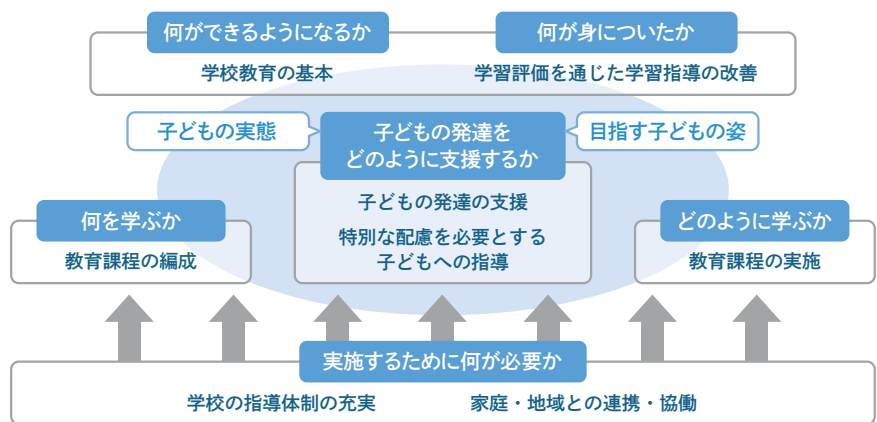 何ができるようになるか
何が身についたか
学校教育の基本
学習評価を通じた学習指導の改善
子どもの実態
子どもの発達を
どのように支援するか
目指す子どもの姿
子どもの発達の支援
特別な配慮を必要とする
子どもへの指導
何を学ぶか
教育課程の編成
どのように学ぶか
教育課程の実施
実施するために何が必要か
学校の指導体制の充実
家庭・地域との連携・協働